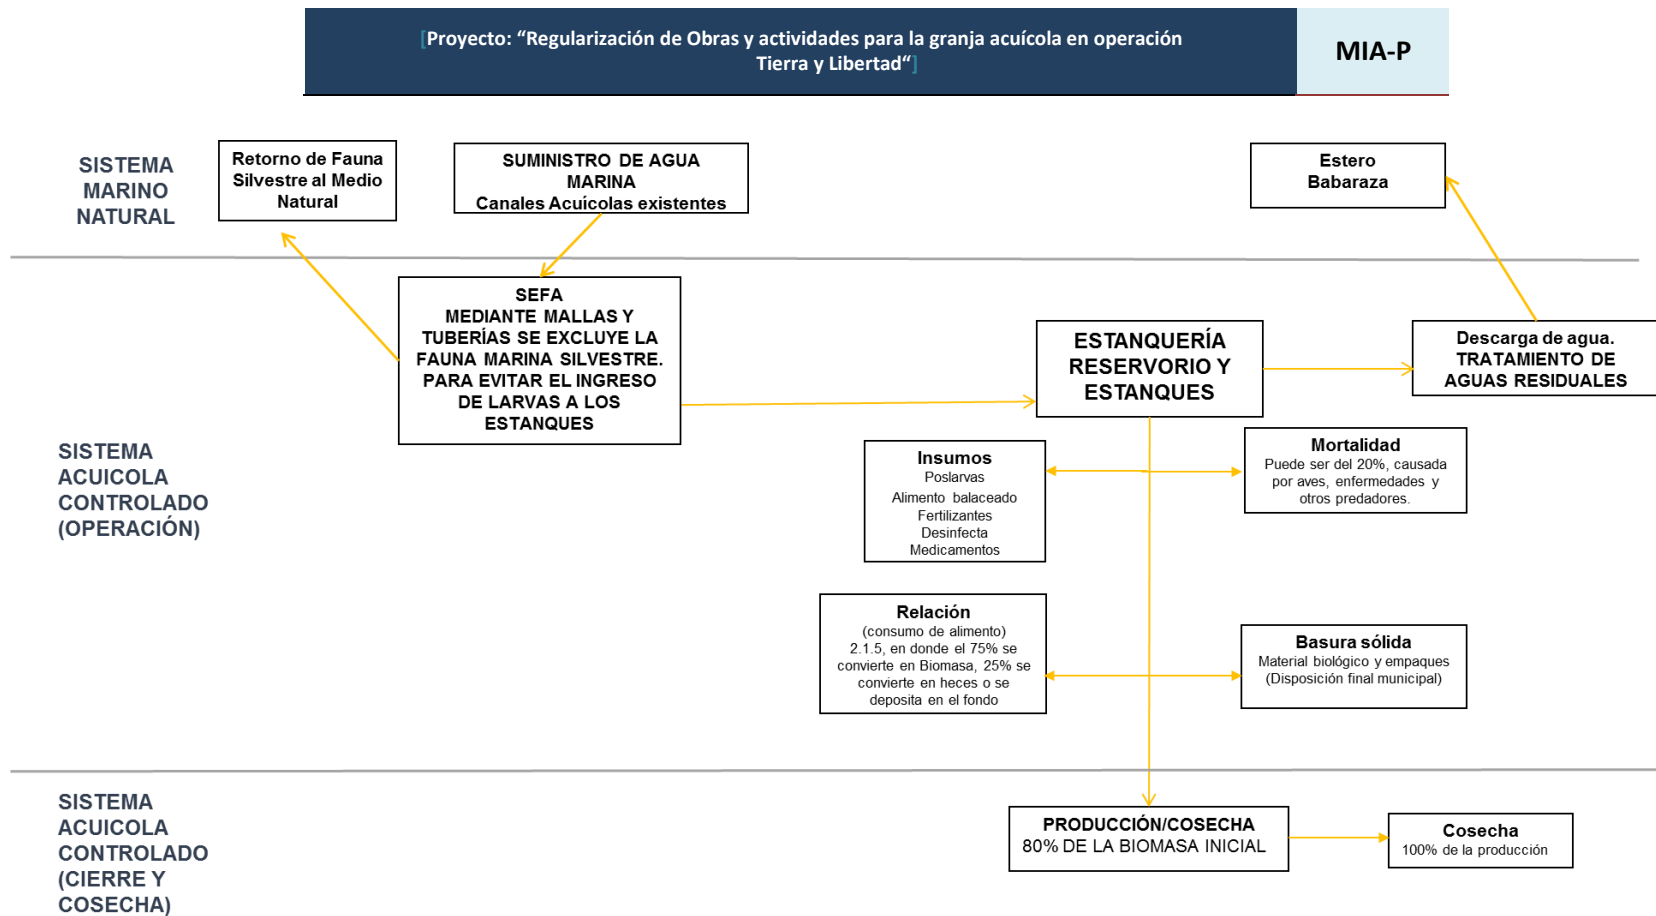 [Proyecto: “Regularización de Obras y actividades para la granja acuícola en operación
Tierra y Libertad“]
MIA-P
SISTEMA
MARINO
NATURAL
Retorno de Fauna
Silvestre al Medio
Natural
SUMINISTRO DE AGUA
MARINA
Canales Acuícolas existentes
Estero
Babaraza
SEFA
MEDIANTE MALLAS Y
TUBERÍAS SE EXCLUYE LA
FAUNA MARINA SILVESTRE.
PARA EVITAR EL INGRESO
DE LARVAS A LOS
ESTANQUES
ESTANQUERÍA
RESERVORIO Y
ESTANQUES
Descarga de agua.
TRATAMIENTO DE
AGUAS RESIDUALES
SISTEMA
ACUICOLA
CONTROLADO
(OPERACIÓN)
Insumos
Poslarvas
Alimento balaceado
Fertilizantes
Desinfecta
Medicamentos
Mortalidad
Puede ser del 20%, causada
por aves, enfermedades y
otros predadores.
Relación
(consumo de alimento)
2.1.5, en donde el 75% se
convierte en Biomasa, 25% se
convierte en heces o se
deposita en el fondo
Basura sólida
Material biológico y empaques
(Disposición final municipal)
SISTEMA
ACUICOLA
CONTROLADO
(CIERRE Y
COSECHA)
PRODUCCIÓN/COSECHA
80% DE LA BIOMASA INICIAL
Cosecha
100% de la producción